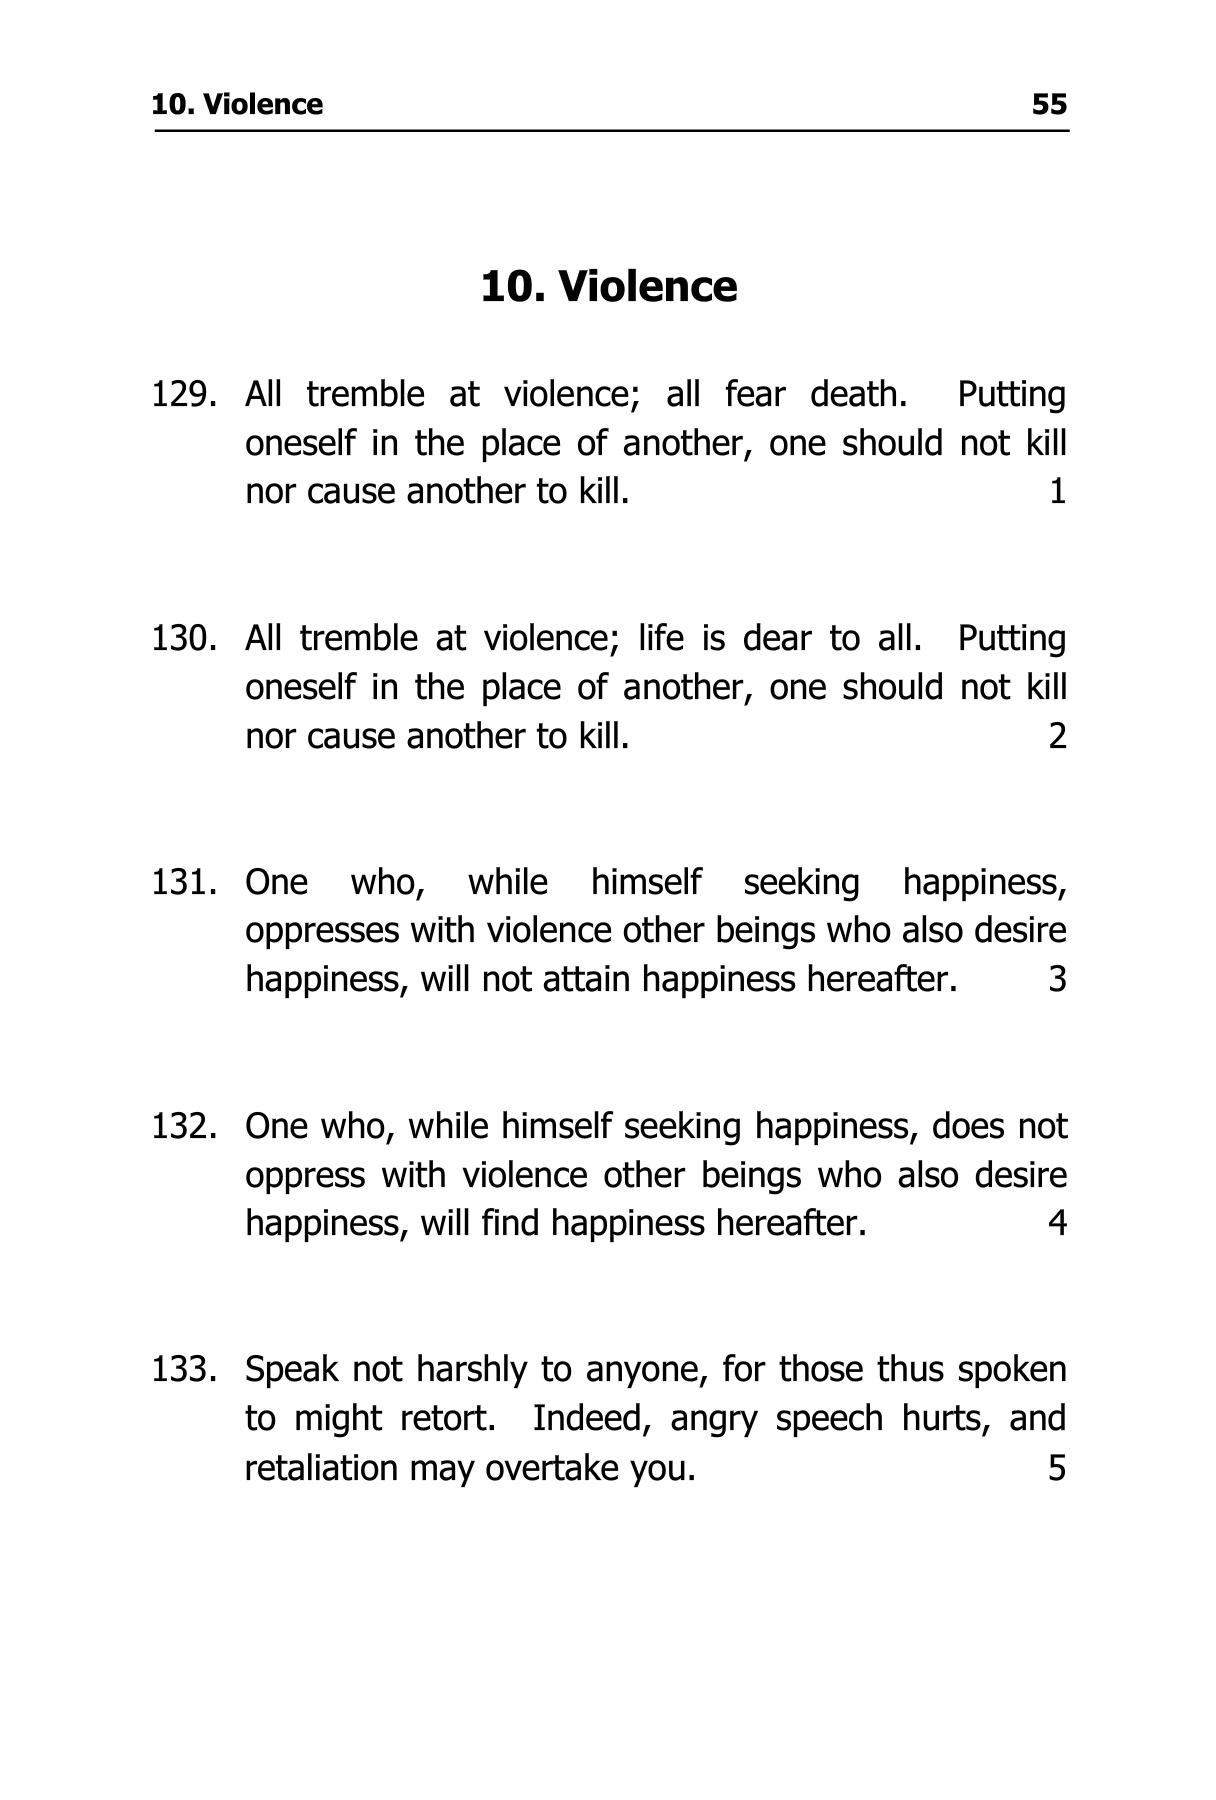 10. Violence 55
10. Violence
129. All tremble at violence; all fear death. Putting
oneself in the place of another, one should not kill
nor cause another to kill. 1
130. All tremble at violence; life is dear to all. Putting
oneself in the place of another, one should not kill
nor cause another to kill. 2
131. One who, while himself seeking happiness,
oppresses with violence other beings who also desire
happiness, will not attain happiness hereafter. 3
132. One who, while himself seeking happiness, does not
oppress with violence other beings who also desire
happiness, will find happiness hereafter. 4
133. Speak not harshly to anyone, for those thus spoken
to might retort. Indeed, angry speech hurts, and
retaliation may overtake you. 5